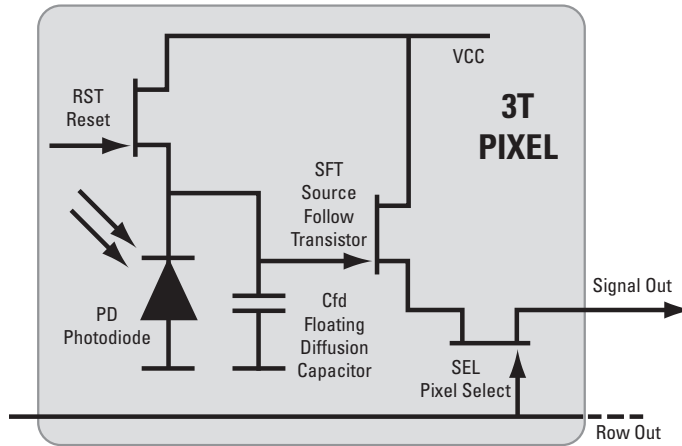 VCC
RST
Reset
3T
PIXEL
SFT
Source
Follow
Transistor
Signal Out
PD
Photodiode
Cfd
Floating
Diffusion
Capacitor
SEL
Pixel Select
Row Out